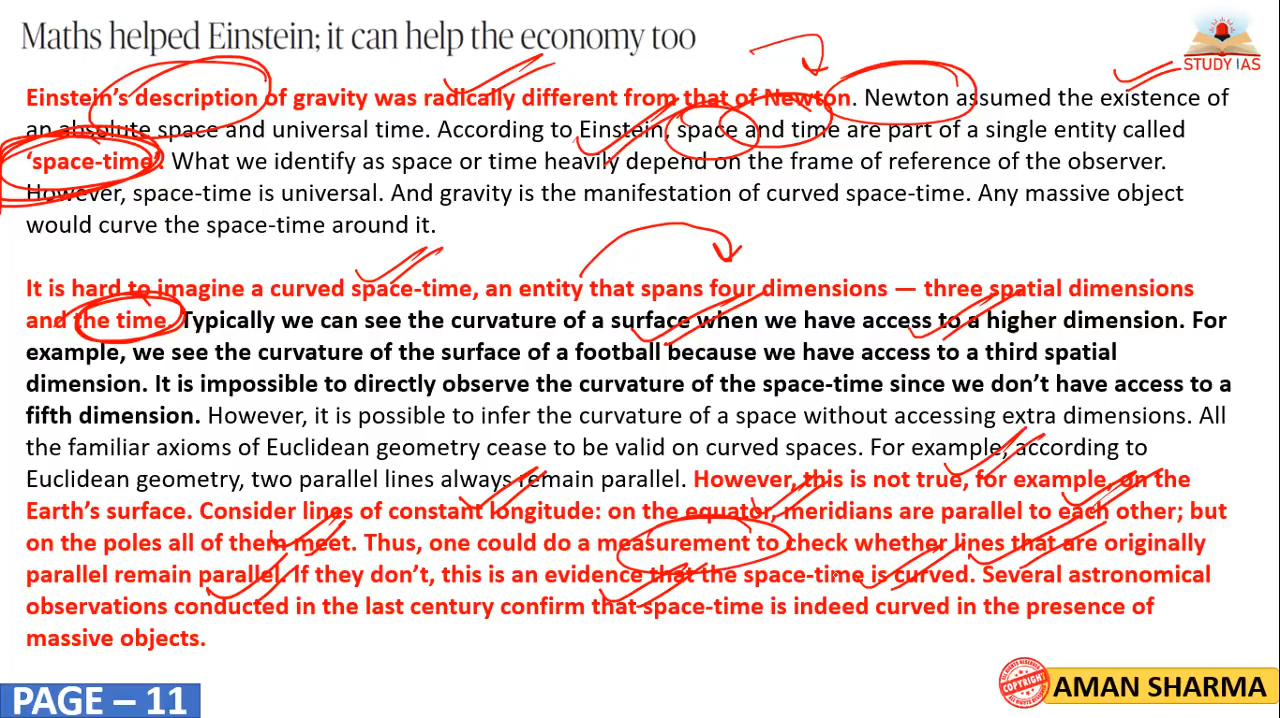 Maths helped Einstein; it can help the economy too
STUDY IAS
Einstein's description of gravity was radically different from that of Newton. Newton assumed the existence of
an absolute space and universal time. According to Einstein, space and time are part of a single entity called
'space-time'. What we identify as space or time heavily depend on the frame of reference of the observer.
However, space-time is universal. And gravity is the manifestation of curved space-time. Any massive object
would curve the space-time around it.
It is hard to imagine a curved space-time, an entity that spans four dimensions — three spatial dimensions
and the time. Typically we can see the curvature of a surface when we have access to a higher dimension. For
example, we see the curvature of the surface of a football because we have access to a third spatial
dimension. It is impossible to directly observe the curvature of the space-time since we don't have access to a
fifth dimension. However, it is possible to infer the curvature of a space without accessing extra dimensions. All
the familiar axioms of Euclidean geometry cease to be valid on curved spaces. For example, according to
Euclidean geometry, two parallel lines always remain parallel. However, this is not true, for example, on the
Earth's surface. Consider lines of constant longitude: on the equator, meridians are parallel to each other; but
on the poles all of them meet. Thus, one could do a measurement to check whether lines that are originally
parallel remain parallel. If they don't, this is an evidence that the space-time is curved. Several astronomical
observations conducted in the last century confirm that space-time is indeed curved in the presence of
massive objects.
PAGE – 11
COPYRIGHT
AMAN SHARMA